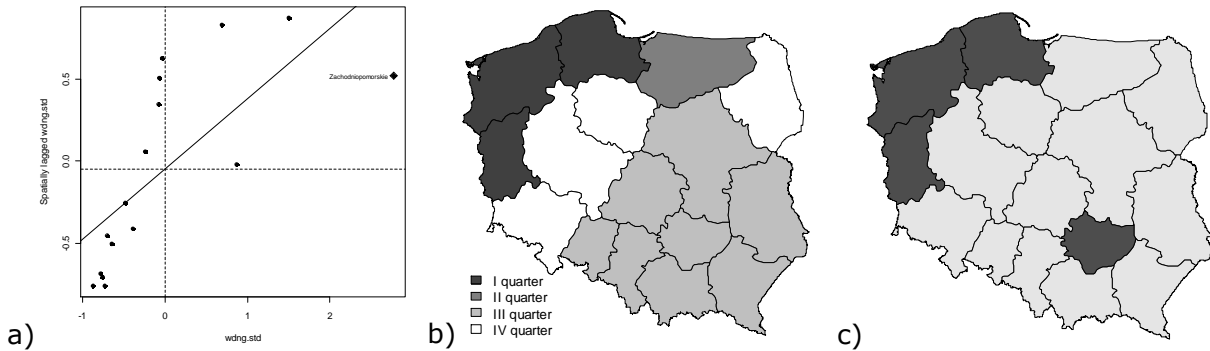 Spatially lagged wdng.std
0.5
0.0
-0.5
Zachodniopomorskie
-1
0
1
2
wdng.std
a)
I quarter
II quarter
III quarter
IV quarter
b)
c)